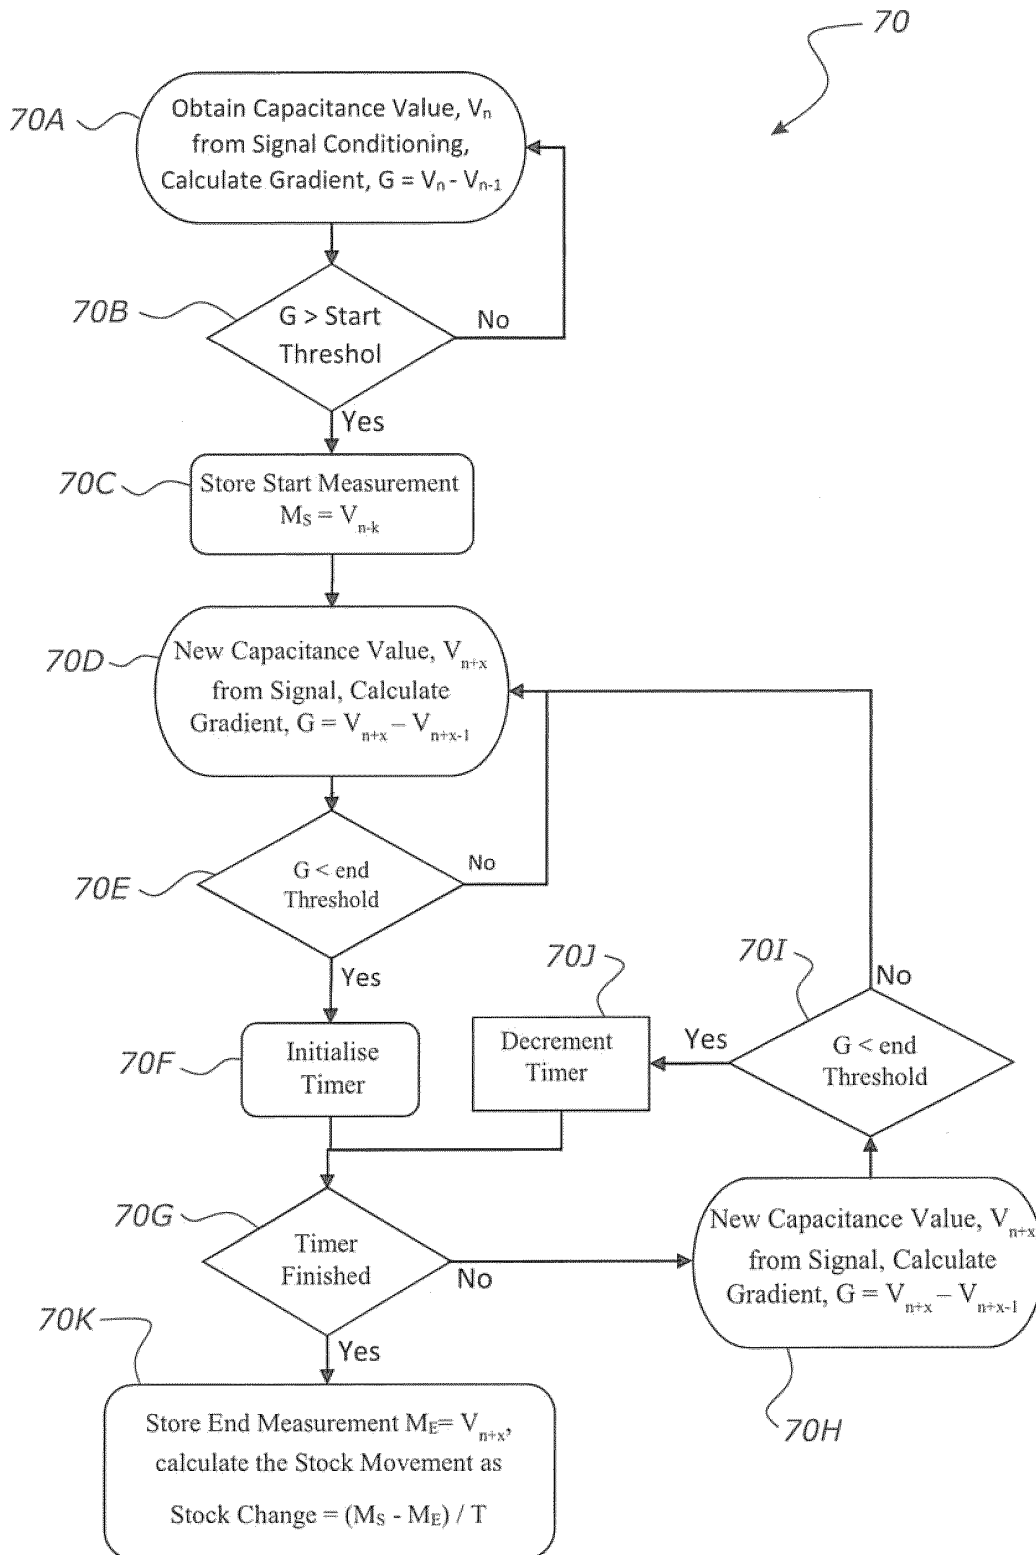 70
70A
Obtain Capacitance Value, Vn
from Signal Conditioning,
Calculate Gradient, G = Vn - Vn-1
70B
G > Start
Threshol
No
Yes
70C
Store Start Measurement
MS = Vn-k
70D
New Capacitance Value, Vn+x
from Signal, Calculate
Gradient, G = Vn+x – Vn+x-1
70E
G < end
Threshold
No
Yes
70F
Initialise
Timer
70J
Decrement
Timer
70I
G < end
Threshold
No
Yes
70G
Timer
Finished
No
Yes
New Capacitance Value, Vn+x
from Signal, Calculate
Gradient, G = Vn+x – Vn+x-1
70H
70K
Store End Measurement ME= Vn+x,
calculate the Stock Movement as
Stock Change = (MS - ME) / T